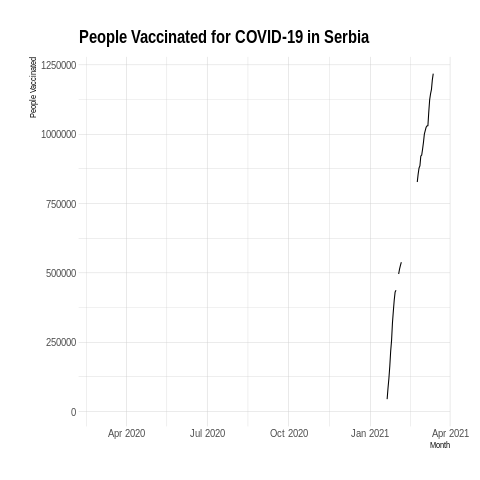 People Vaccinated for COVID-19 in Serbia
People Vaccinated
1250000
1000000
750000
500000
250000
0
Apr 2020 Jul 2020 Oct 2020 Jan 2021 Apr 2021
Month